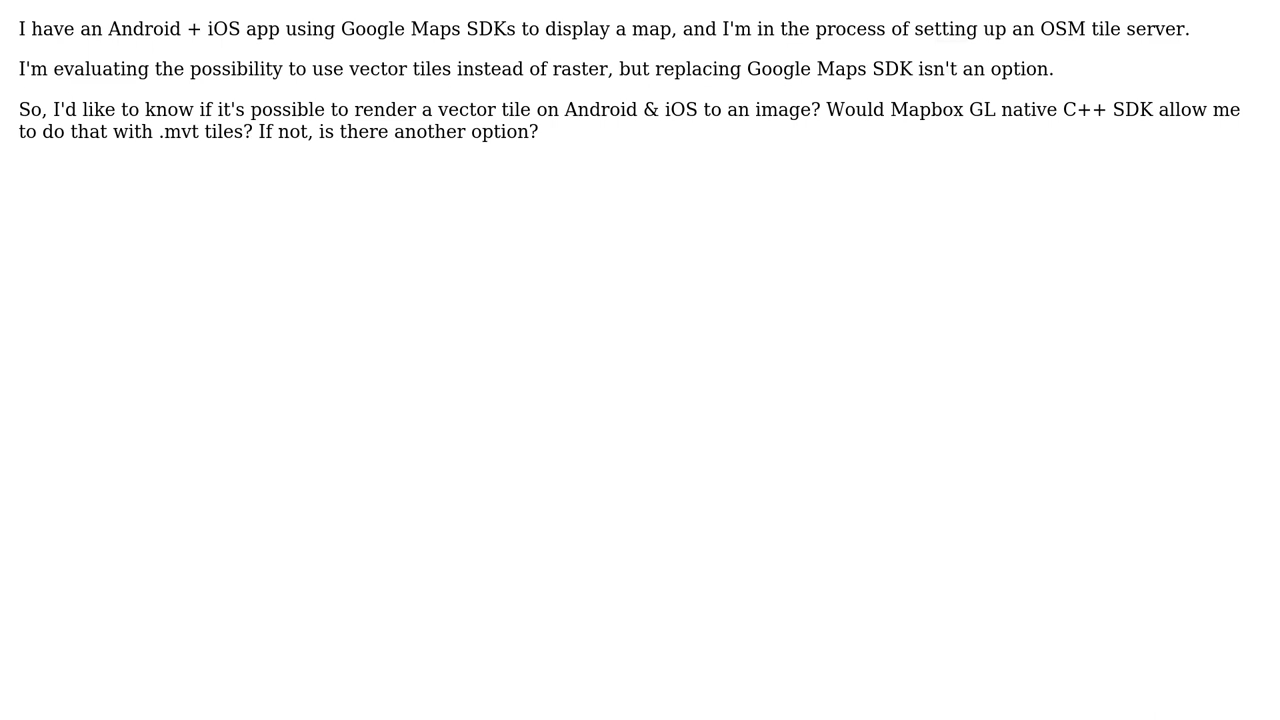 I have an Android + iOS app using Google Maps SDKs to display a map, and I'm in the process of setting up an OSM tile server.
I'm evaluating the possibility to use vector tiles instead of raster, but replacing Google Maps SDK isn't an option.
So, I'd like to know if it's possible to render a vector tile on Android & iOS to an image? Would Mapbox GL native C++ SDK allow me
to do that with .mvt tiles? If not, is there another option?